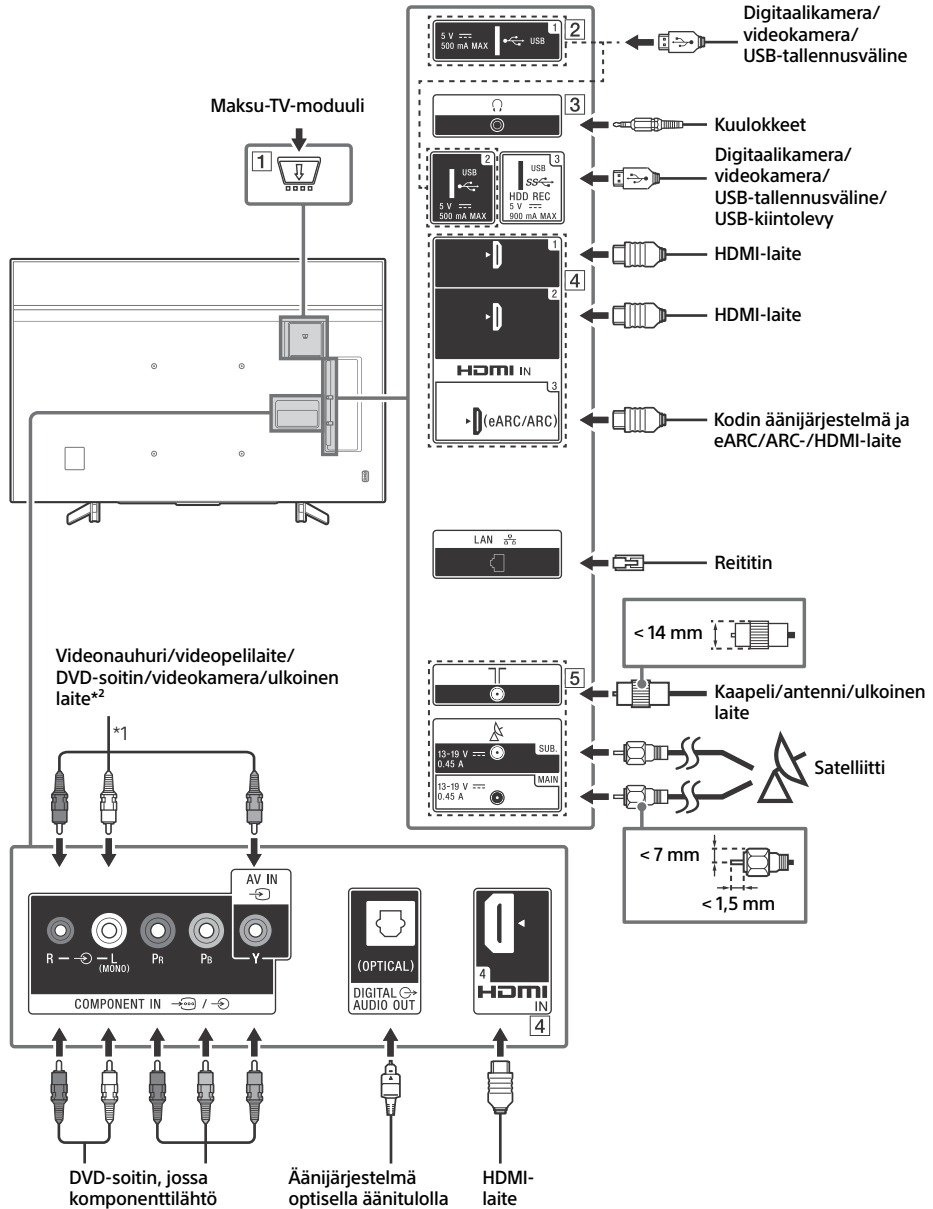 Digitaalikamera/
videokamera/
USB-tallennusväline
1
2
5 V
500 mA MAX
USB
Maksu-TV-moduuli
1
3
Kuulokkeet
2
USB
5 V
500 mA MAX
3
USB
SS
HDD REC
5 V
900 mA MAX
Digitaalikamera/
videokamera/
USB-tallennusväline/
USB-kiintolevy
1
HDMI-laite
4
2
HDMI-laite
HDMI IN
3
(eARC/ARC)
Kodin äänijärjestelmä ja
eARC/ARC-/HDMI-laite
LAN
Reititin
< 14 mm
5
Kaapeli/antenni/ulkoinen
laite
13-19 V
0.45 A
SUB.
MAIN
13-19 V
0.45 A
Satelliitti
< 7 mm
< 1,5 mm
Videonauhuri/videopelilaite/
DVD-soitin/videokamera/ulkoinen
laite*2
*1
AV IN
R
L
(MONO)
PR
PB
Y
COMPONENT IN /
(OPTICAL)
DIGITAL
AUDIO OUT
4
HDMI
IN
4
DVD-soitin, jossa
komponenttilähtö
Äänijärjestelmä
optisella äänitulolla
HDMI-
laite